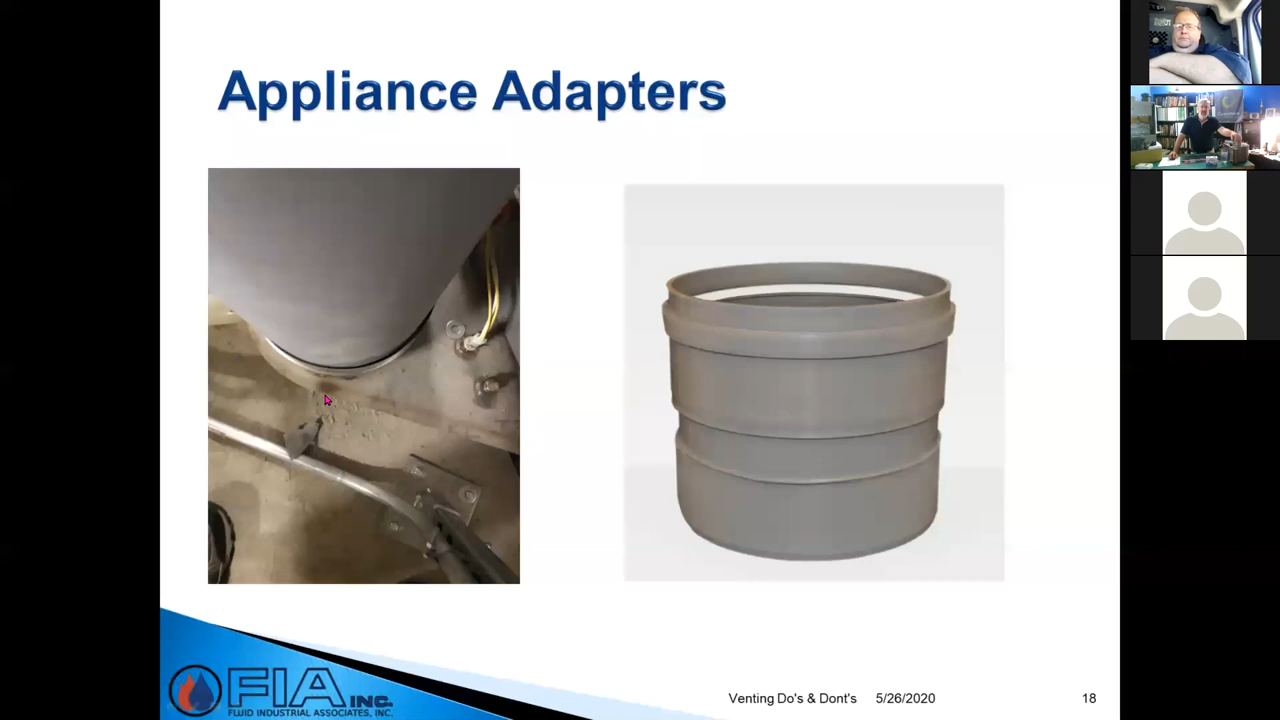 Appliance Adapters
FIA INC.
FLUID INDUSTRIAL ASSOCIATES, INC.
Venting Do's & Dont's 5/26/2020 18